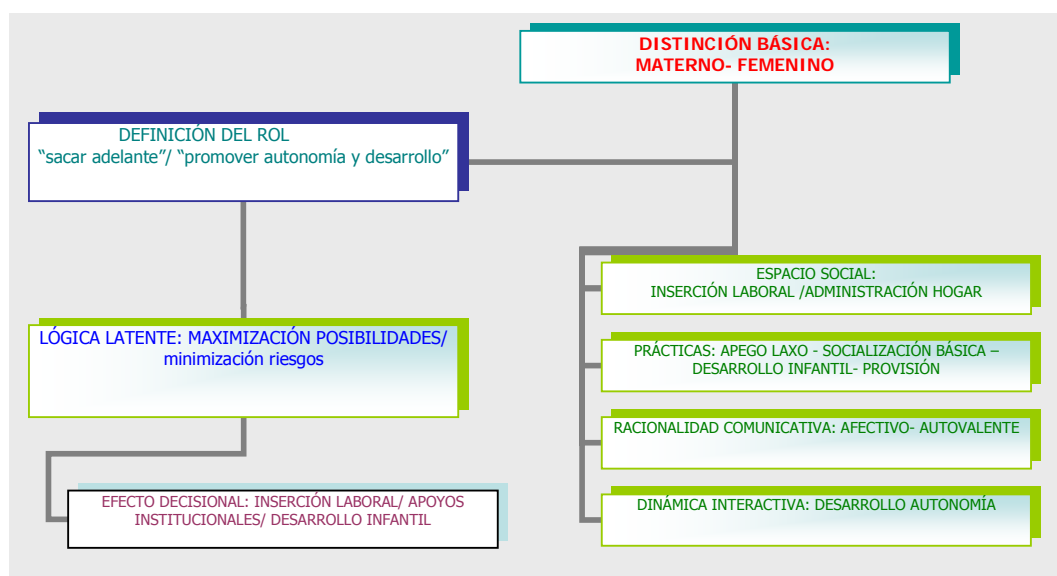 DISTINCIÓN BÁSICA:
MATERNO- FEMENINO
DEFINICIÓN DEL ROL
“sacar adelante”/ “promover autonomía y desarrollo”
LÓGICA LATENTE: MAXIMIZACIÓN POSIBILIDADES/
minimización riesgos
EFECTO DECISIONAL: INSERCIÓN LABORAL/ APOYOS
INSTITUCIONALES/ DESARROLLO INFANTIL
ESPACIO SOCIAL:
INSERCIÓN LABORAL /ADMINISTRACIÓN HOGAR
PRÁCTICAS: APEGO LAXO - SOCIALIZACIÓN BÁSICA –
DESARROLLO INFANTIL- PROVISIÓN
RACIONALIDAD COMUNICATIVA: AFECTIVO- AUTOVALENTE
DINÁMICA INTERACTIVA: DESARROLLO AUTONOMÍA